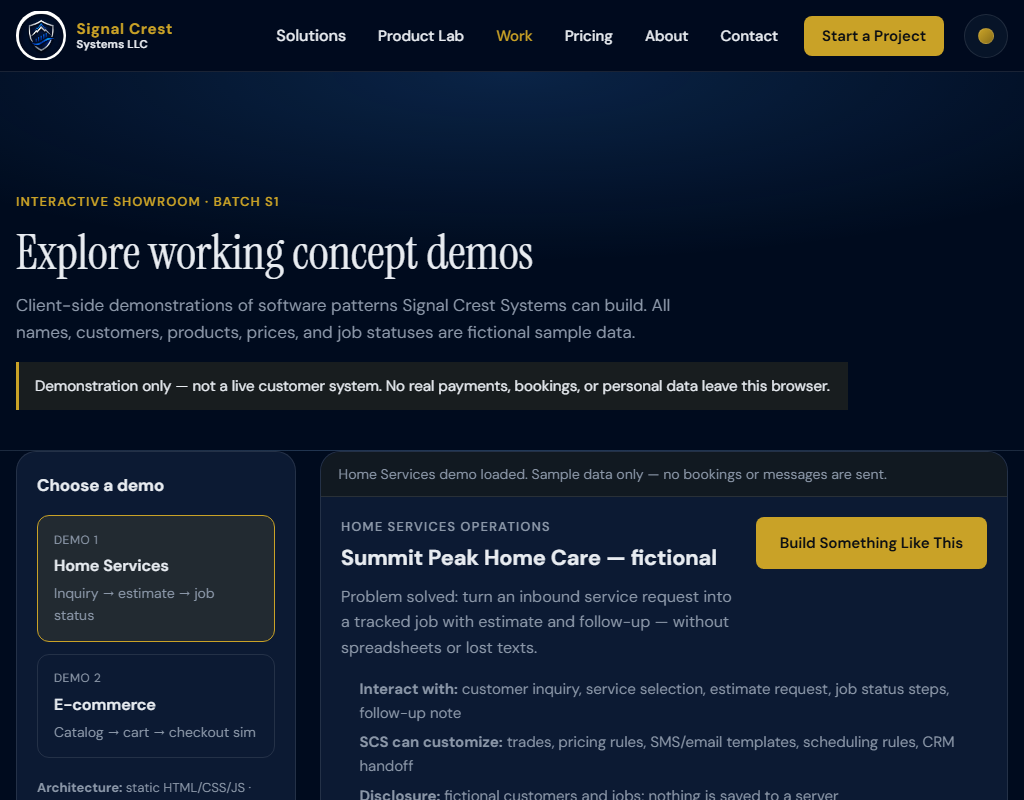 Signal Crest
Systems LLC
Solutions
Product Lab
Work
Pricing
About
Contact
Start a Project
INTERACTIVE SHOWROOM · BATCH S1
Explore working concept demos
Client-side demonstrations of software patterns Signal Crest Systems can build. All
names, customers, products, prices, and job statuses are fictional sample data.
Demonstration only — not a live customer system. No real payments, bookings, or personal data leave this browser.
Choose a demo
DEMO 1
Home Services
Inquiry → estimate → job
status
DEMO 2
E-commerce
Catalog → cart → checkout sim
Architecture: static HTML/CSS/JS ·
Home Services demo loaded. Sample data only — no bookings or messages are sent.
HOME SERVICES OPERATIONS
Summit Peak Home Care — fictional
Build Something Like This
Problem solved: turn an inbound service request into
a tracked job with estimate and follow-up — without
spreadsheets or lost texts.
Interact with: customer inquiry, service selection, estimate request, job status steps,
follow-up note
SCS can customize: trades, pricing rules, SMS/email templates, scheduling rules, CRM
handoff
Disclosure: fictional customers and jobs; nothing is saved to a server